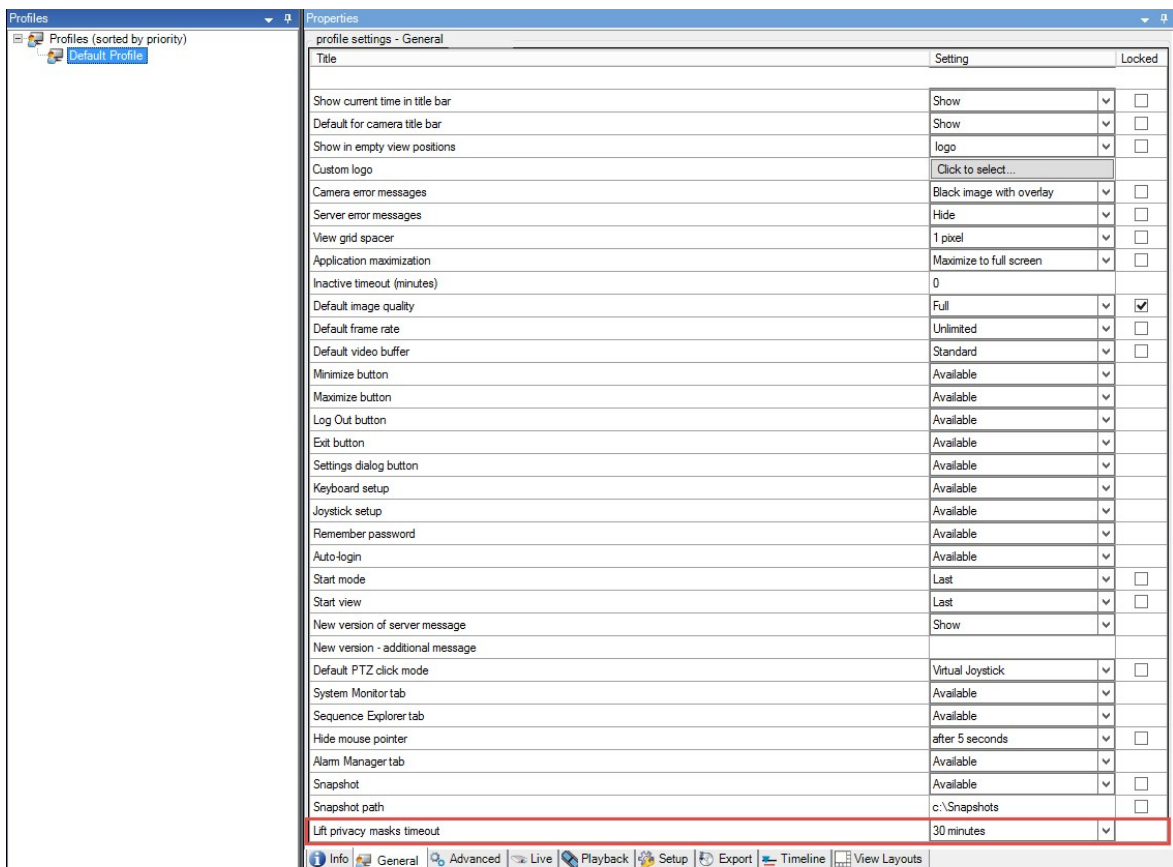 Profiles
Profiles (sorted by priority)
Default Profile
Properties
profile settings - General
Title Setting Locked
Show current time in title bar Show
Default for camera title bar Show
Show in empty view positions logo
Custom logo Click to select...
Camera error messages Black image with overlay
Server error messages Hide
View grid spacer 1 pixel
Application maximization Maximize to full screen
Inactive timeout (minutes) 0
Default image quality Full
Default frame rate Unlimited
Default video buffer Standard
Minimize button Available
Maximize button Available
Log Out button Available
Exit button Available
Settings dialog button Available
Keyboard setup Available
Joystick setup Available
Remember password Available
Auto-login Available
Start mode Last
Start view Last
New version of server message Show
New version - additional message
Default PTZ click mode Virtual Joystick
System Monitor tab Available
Sequence Explorer tab Available
Hide mouse pointer after 5 seconds
Alarm Manager tab Available
Snapshot Available
Snapshot path c:\Snapshots
Lift privacy masks timeout 30 minutes
Info General Advanced Live Playback Setup Export Timeline View Layouts